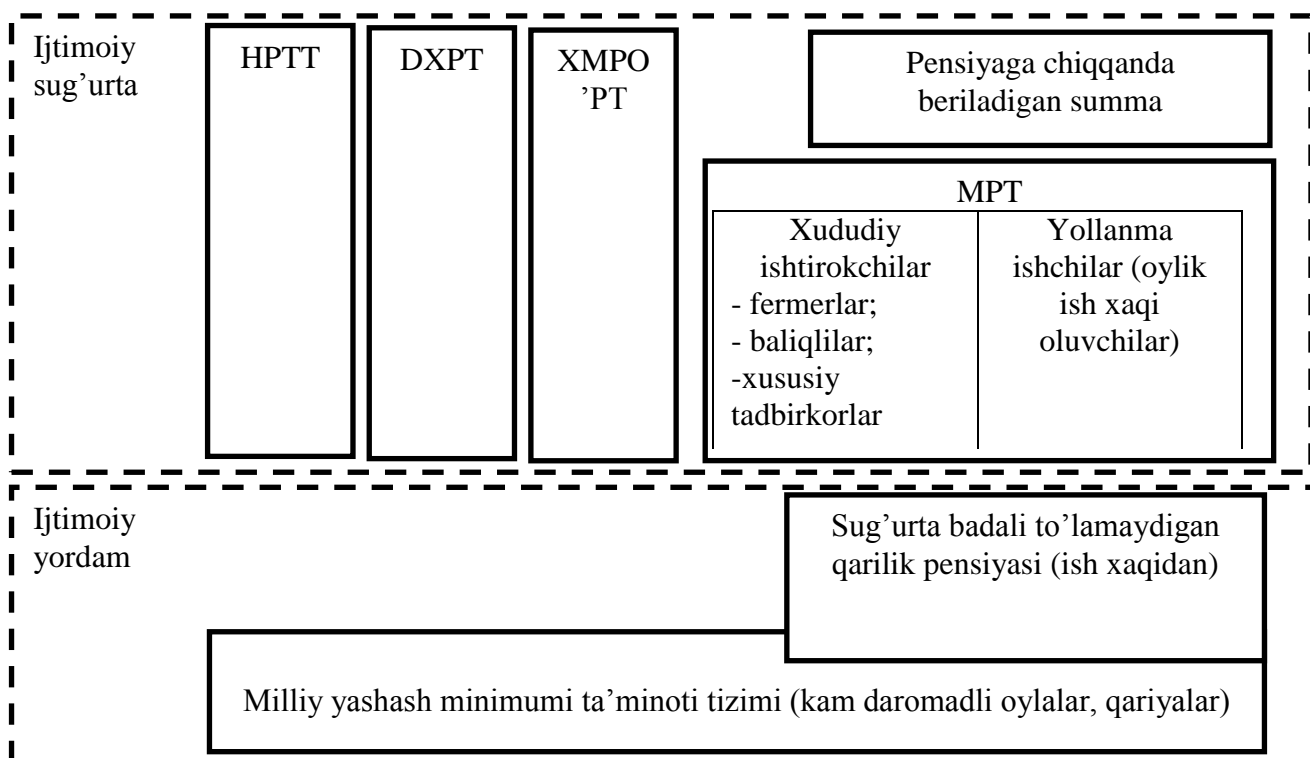 Ijtimoiy
sug’urta
HPTT
DXPT
XMPO
’PT
Pensiyaga chiqqanda
beriladigan summa
MPT
Xududiy
ishtirokchilar
- fermerlar;
- baliqlilar;
-xususiy
tadbirkorlar
Yollanma
ishchilar (oylik
ish xaqi
oluvchilar)
Ijtimoiy
yordam
Sug’urta badali to’lamaydigan
qarilik pensiyasi (ish xaqidan)
Milliy yashash minimumi ta’minoti tizimi (kam daromadli oylalar, qariyalar)